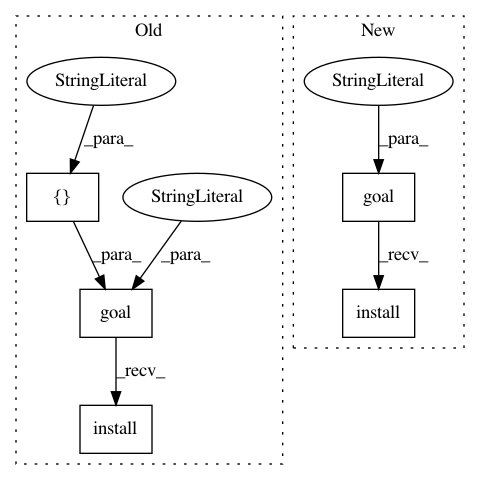 Old
New
StringLiteral
StringLiteral
_para_
_para_
{}
StringLiteral
goal
_para_
_para_
_recv_
goal
install
_recv_
install